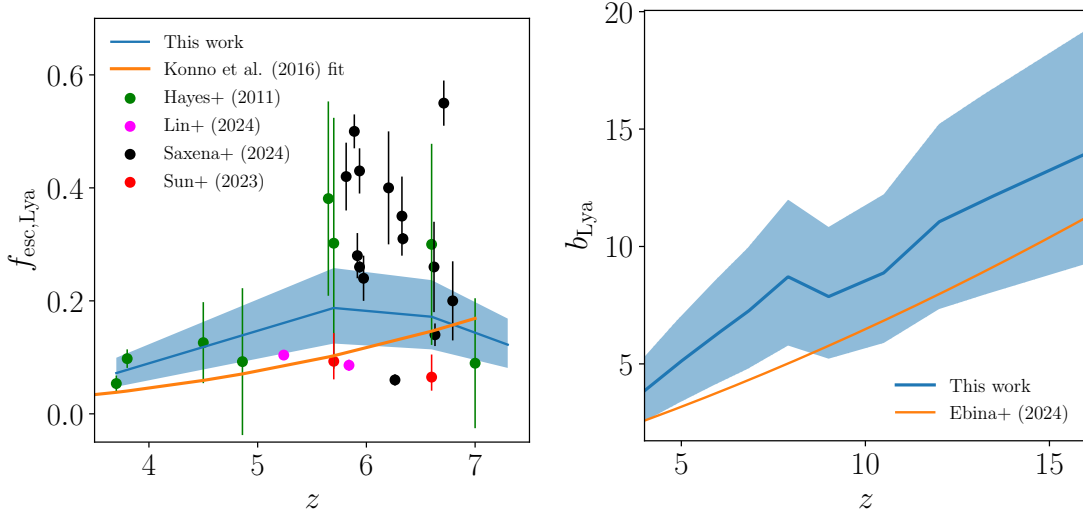 0.6
0.4
0.2
0.0
f_esc,Lya
This work
Konno et al. (2016) fit
Hayes+ (2011)
Lin+ (2024)
Saxena+ (2024)
Sun+ (2023)
4 5 6 7
z
20
15
10
5
b_Lya
This work
Ebina+ (2024)
5 10 15
z